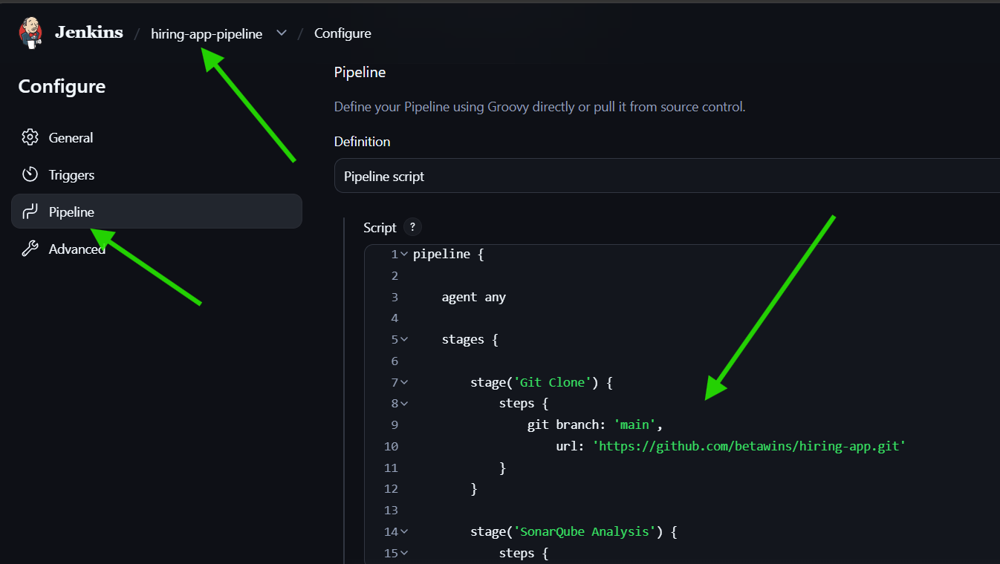 Jenkins / hiring-app-pipeline / Configure
Configure
General
Triggers
Pipeline
Advanced
Pipeline
Define your Pipeline using Groovy directly or pull it from source control.
Definition
Pipeline script
Script ?
1 pipeline {
2
3     agent any
4
5     stages {
6
7         stage('Git Clone') {
8             steps {
9                 git branch: 'main',
10                     url: 'https://github.com/betawins/hiring-app.git'
11             }
12         }
13
14         stage('SonarQube Analysis') {
15             steps {